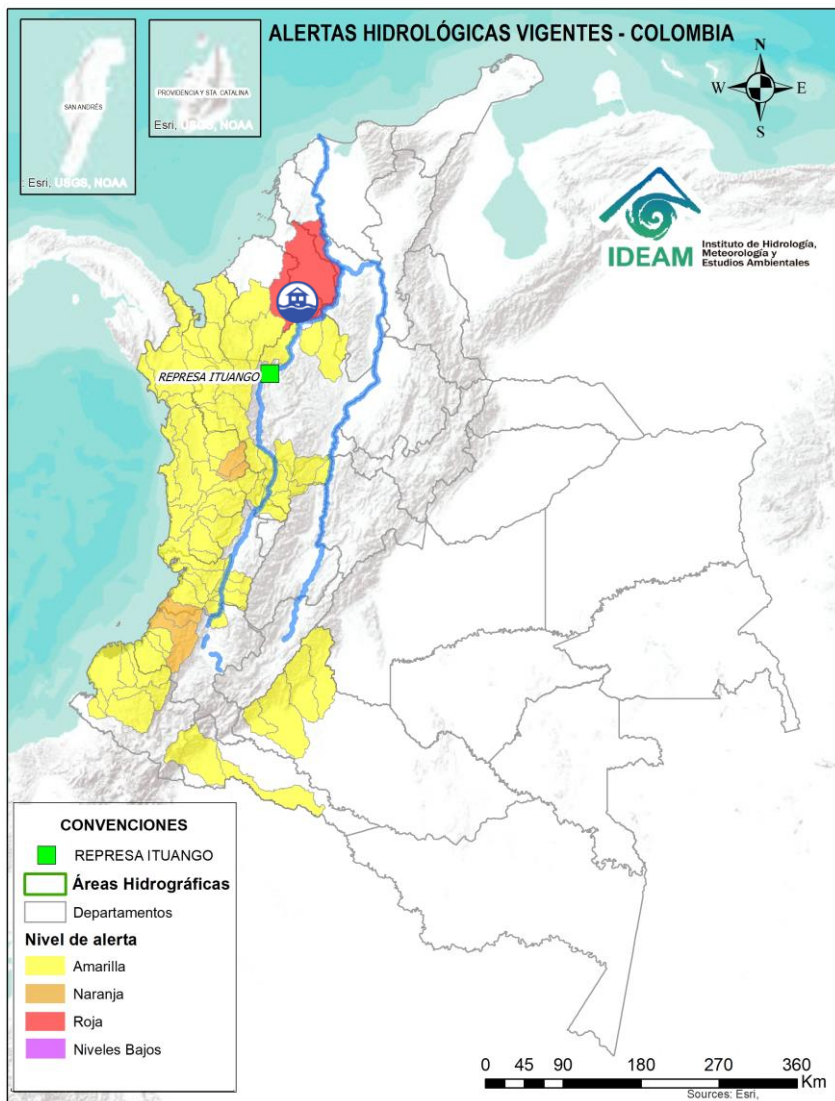 ALERTAS HIDROLÓGICAS VIGENTES - COLOMBIA
SAN ANDRÉS
: Esri, USGS, NOAA
PROVIDENCIA Y STA. CATALINA
Esri, USGS, NOAA
N
W
E
S
IDEAM
Instituto de Hidrología,
Meteorología y
Estudios Ambientales
REPRESA ITUANGO
CONVENCIONES
REPRESA ITUANGO
Áreas Hidrográficas
Departamentos
Nivel de alerta
Amarilla
Naranja
Roja
Niveles Bajos
0 45 90 180 270 360
Km
Sources: Esri,